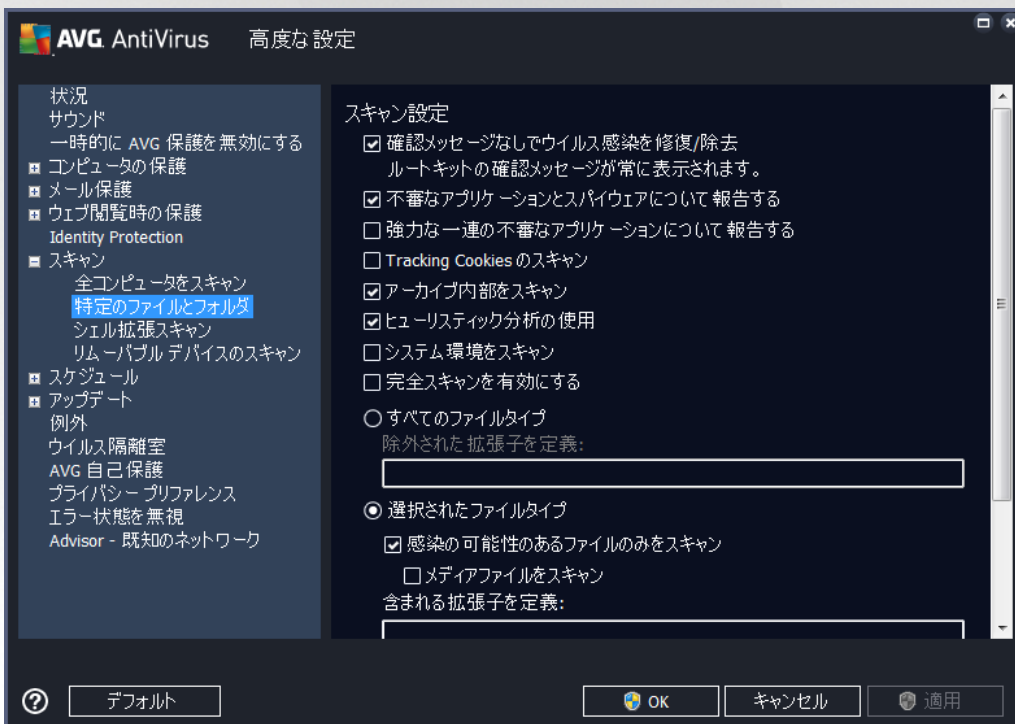 AVG. AntiVirus 高度な設定
状況
サウンド
一時的に AVG 保護を無効にする
コンピュータの保護
メール保護
ウェブ閲覧時の保護
Identity Protection
スキャン
全コンピュータをスキャン
特定のファイルとフォルダ
シェル拡張スキャン
リムーバブル デバイスのスキャン
スケジュール
アップデート
例外
ウイルス隔離室
AVG 自己保護
プライバシー プリファレンス
エラー状態を無視
Advisor - 既知のネットワーク
スキャン設定
確認メッセージなしでウイルス感染を修復/除去
ルートキットの確認メッセージが常に表示されます。
不審なアプリケーションとスパイウェアについて報告する
強力な一連の不審なアプリケーションについて報告する
Tracking Cookies のスキャン
アーカイブ内部をスキャン
ヒューリスティック分析の使用
システム環境をスキャン
完全スキャンを有効にする
すべてのファイルタイプ
除外された拡張子を定義:
選択されたファイルタイプ
感染の可能性のあるファイルのみをスキャン
メディアファイルをスキャン
含まれる拡張子を定義:
? デフォルト OK キャンセル 適用